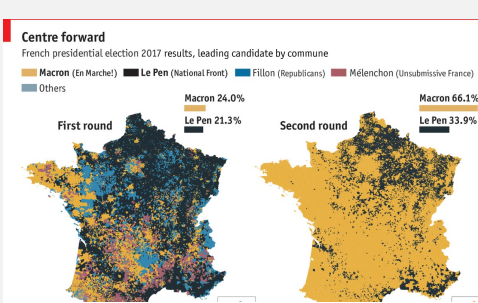 Centre forward
French presidential election 2017 results, leading candidate by commune
Macron (En Marche!) Le Pen (National Front) Fillon (Republicans) Mélenchon (Unsubmissive France)
Others
Macron 24.0%
Le Pen 21.3%
First round
Macron 66.1%
Le Pen 33.9%
Second round